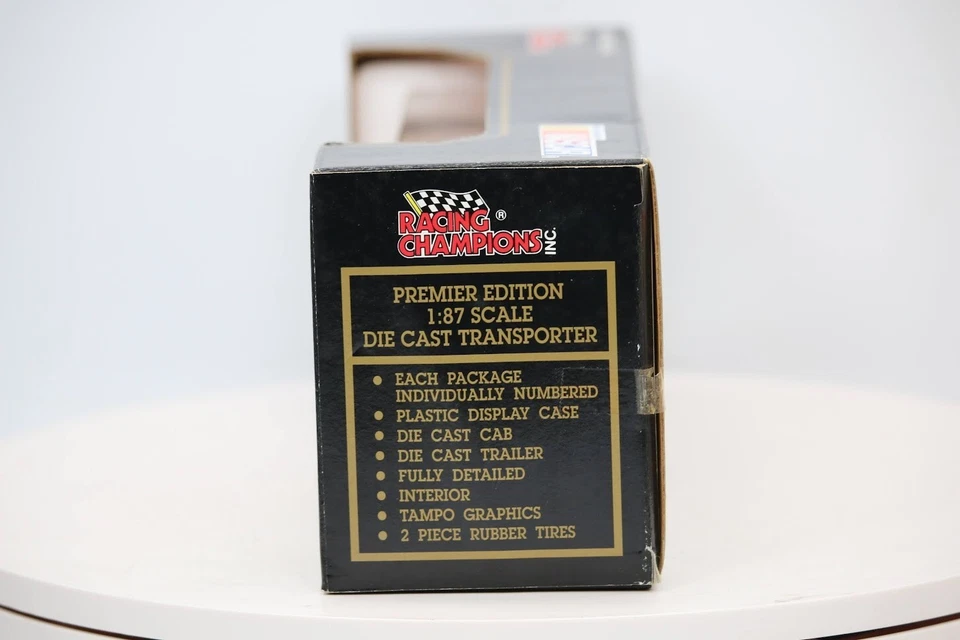 RACING ®
CHAMPIONS INC.
PREMIER EDITION
1:87 SCALE
DIE CAST TRANSPORTER
• EACH PACKAGE
INDIVIDUALLY NUMBERED
• PLASTIC DISPLAY CASE
• DIE CAST CAB
• DIE CAST TRAILER
• FULLY DETAILED
• INTERIOR
• TAMPO GRAPHICS
• 2 PIECE RUBBER TIRES